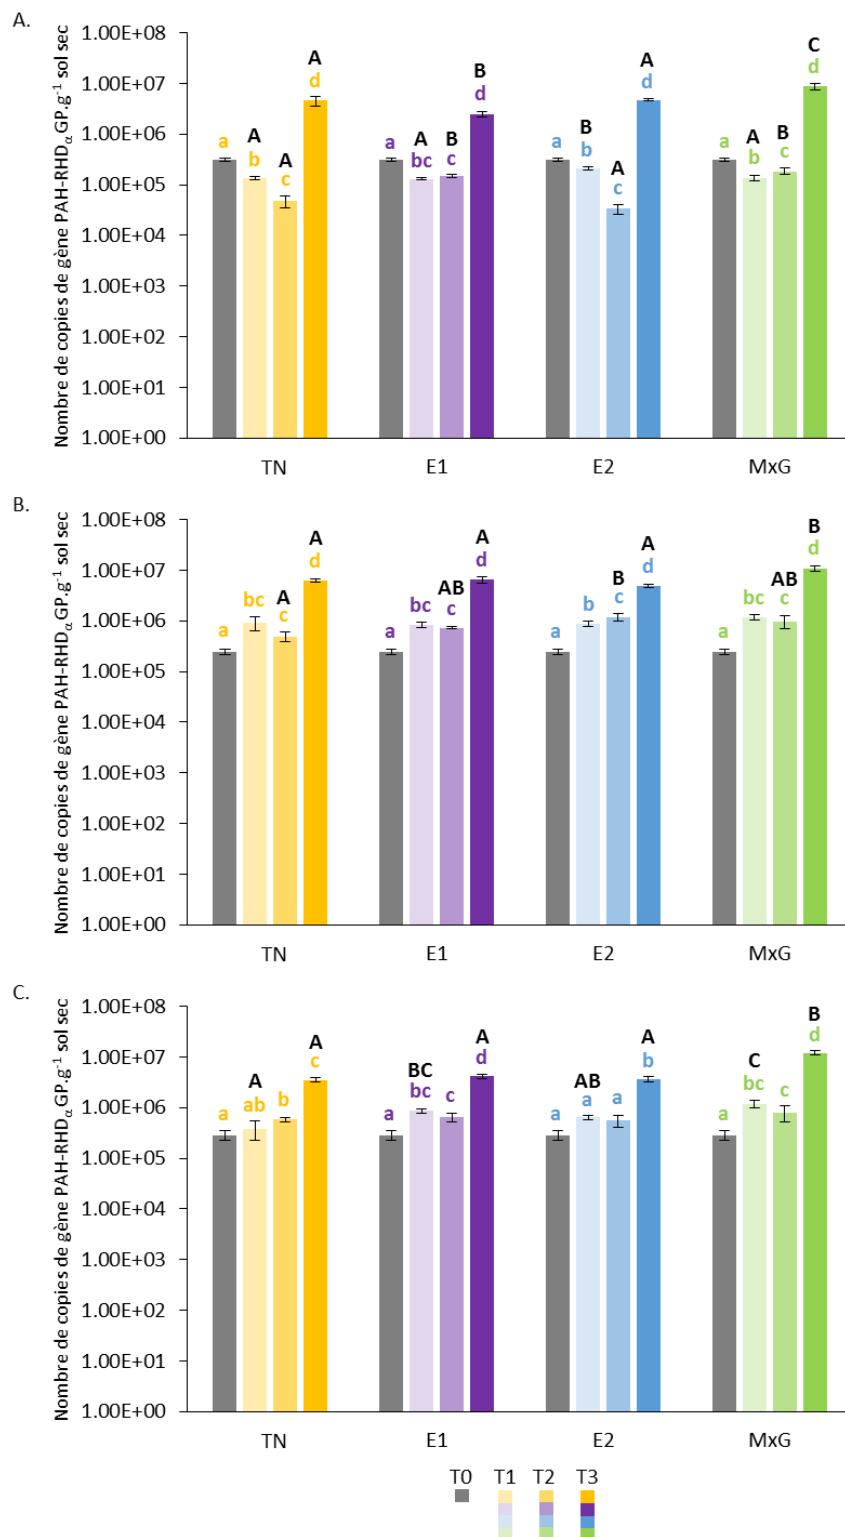 A.
Nombre de copies de gène PAH-RHDα GP.g-1 sol sec
1.00E+08
1.00E+07
1.00E+06
1.00E+05
1.00E+04
1.00E+03
1.00E+02
1.00E+01
1.00E+00
A B A C
d d d d
a A b A c
a A bc B c
a B b A c
a A b B c
TN E1 E2 MxG
B.
Nombre de copies de gène PAH-RHDα GP.g-1 sol sec
1.00E+08
1.00E+07
1.00E+06
1.00E+05
1.00E+04
1.00E+03
1.00E+02
1.00E+01
1.00E+00
A A A B
d d d d
a bc A c
a bc AB c
a b B c
a bc AB c
TN E1 E2 MxG
C.
Nombre de copies de gène PAH-RHDα GP.g-1 sol sec
1.00E+08
1.00E+07
1.00E+06
1.00E+05
1.00E+04
1.00E+03
1.00E+02
1.00E+01
1.00E+00
A A A B
c d b d
a A ab b
a BC bc c
a AB a a
a C bc c
TN E1 E2 MxG
T0 T1 T2 T3